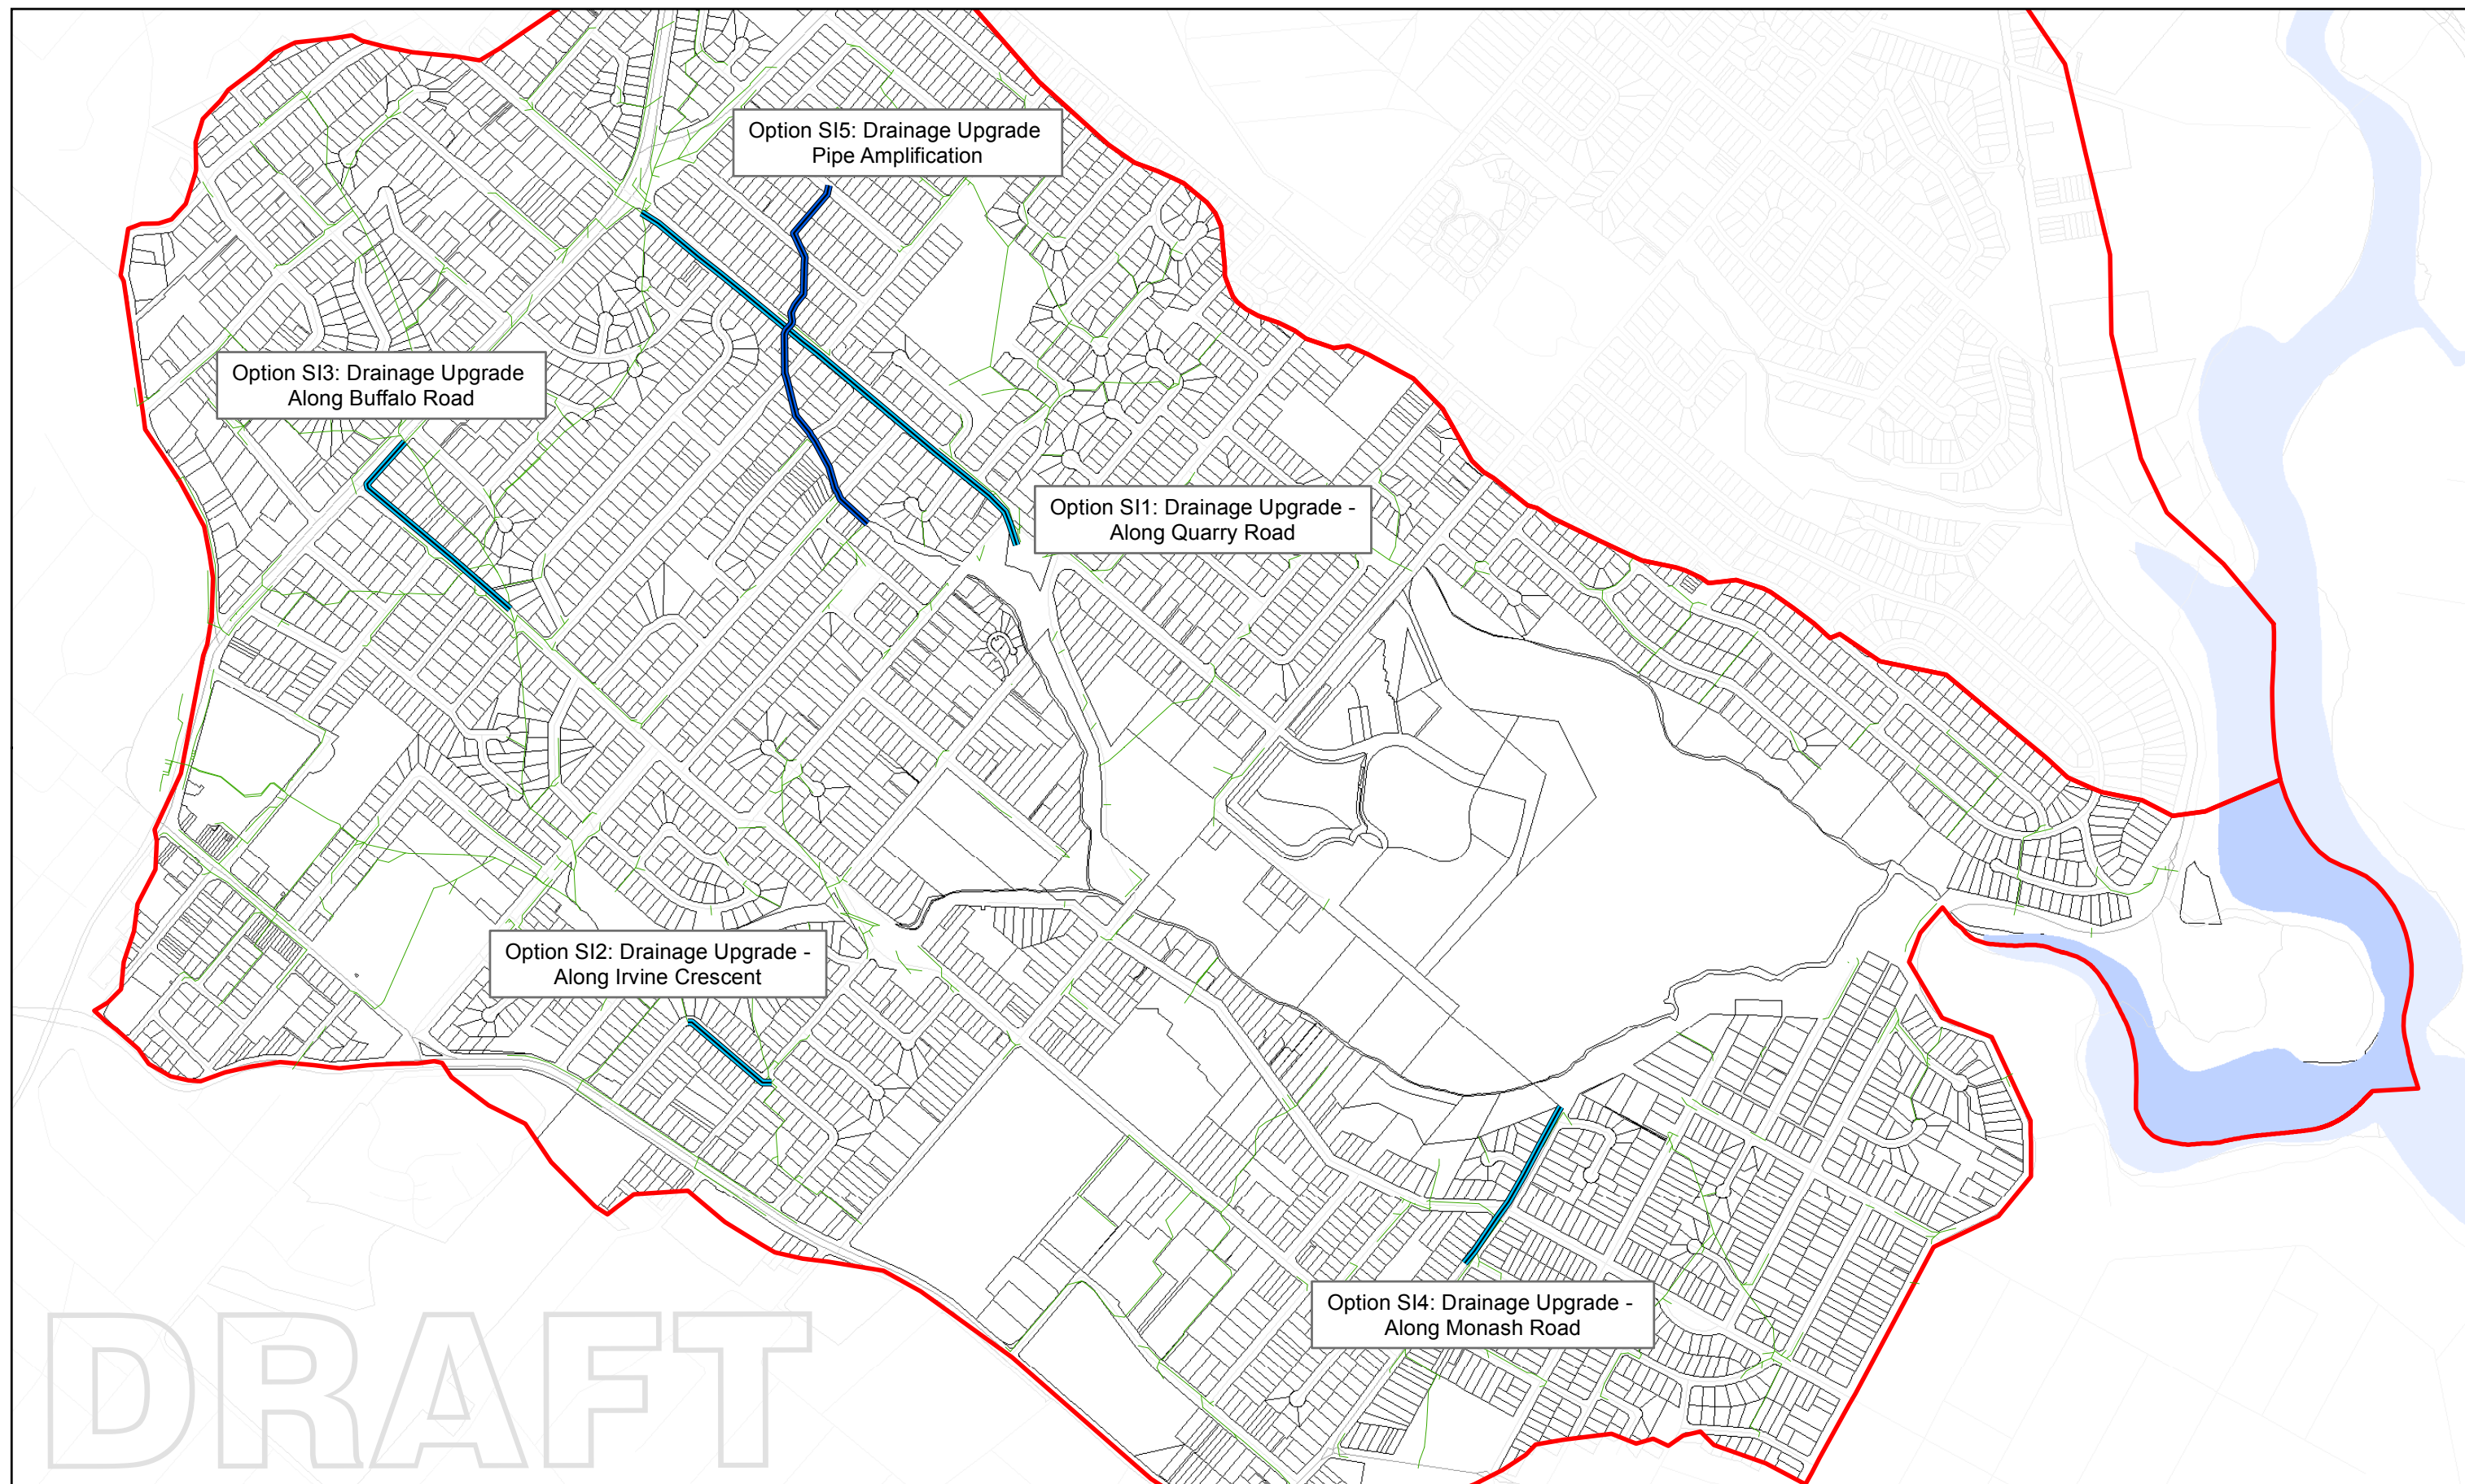 Option SI5: Drainage Upgrade
Pipe Amplification
Option SI3: Drainage Upgrade
Along Buffalo Road
Option SI1: Drainage Upgrade -
Along Quarry Road
Option SI2: Drainage Upgrade -
Along Irvine Crescent
Option SI4: Drainage Upgrade -
Along Monash Road
DRAFT